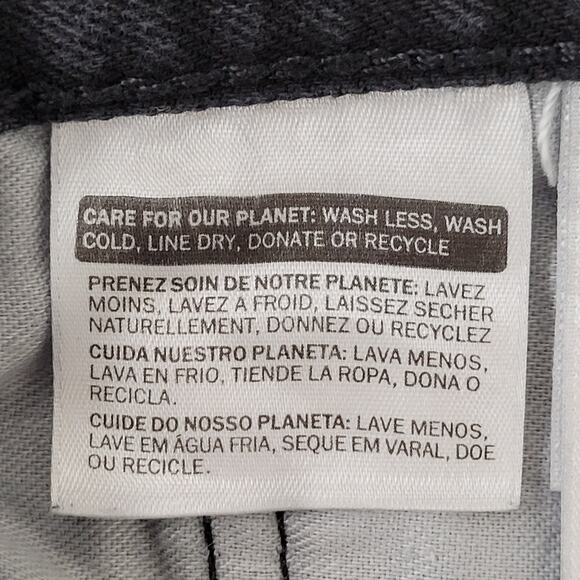 CARE FOR OUR PLANET: WASH LESS, WASH
COLD, LINE DRY, DONATE OR RECYCLE
PRENEZ SOIN DE NOTRE PLANETE: LAVEZ
MOINS, LAVEZ A FROID, LAISSEZ SECHER
NATURELLEMENT, DONNEZ OU RECYCLEZ
CUIDA NUESTRO PLANETA: LAVA MENOS,
LAVA EN FRIO, TIENDE LA ROPA, DONA O
RECICLA.
CUIDE DO NOSSO PLANETA: LAVE MENOS,
LAVE EM ÁGUA FRIA, SEQUE EM VARAL, DOE
OU RECICLE.